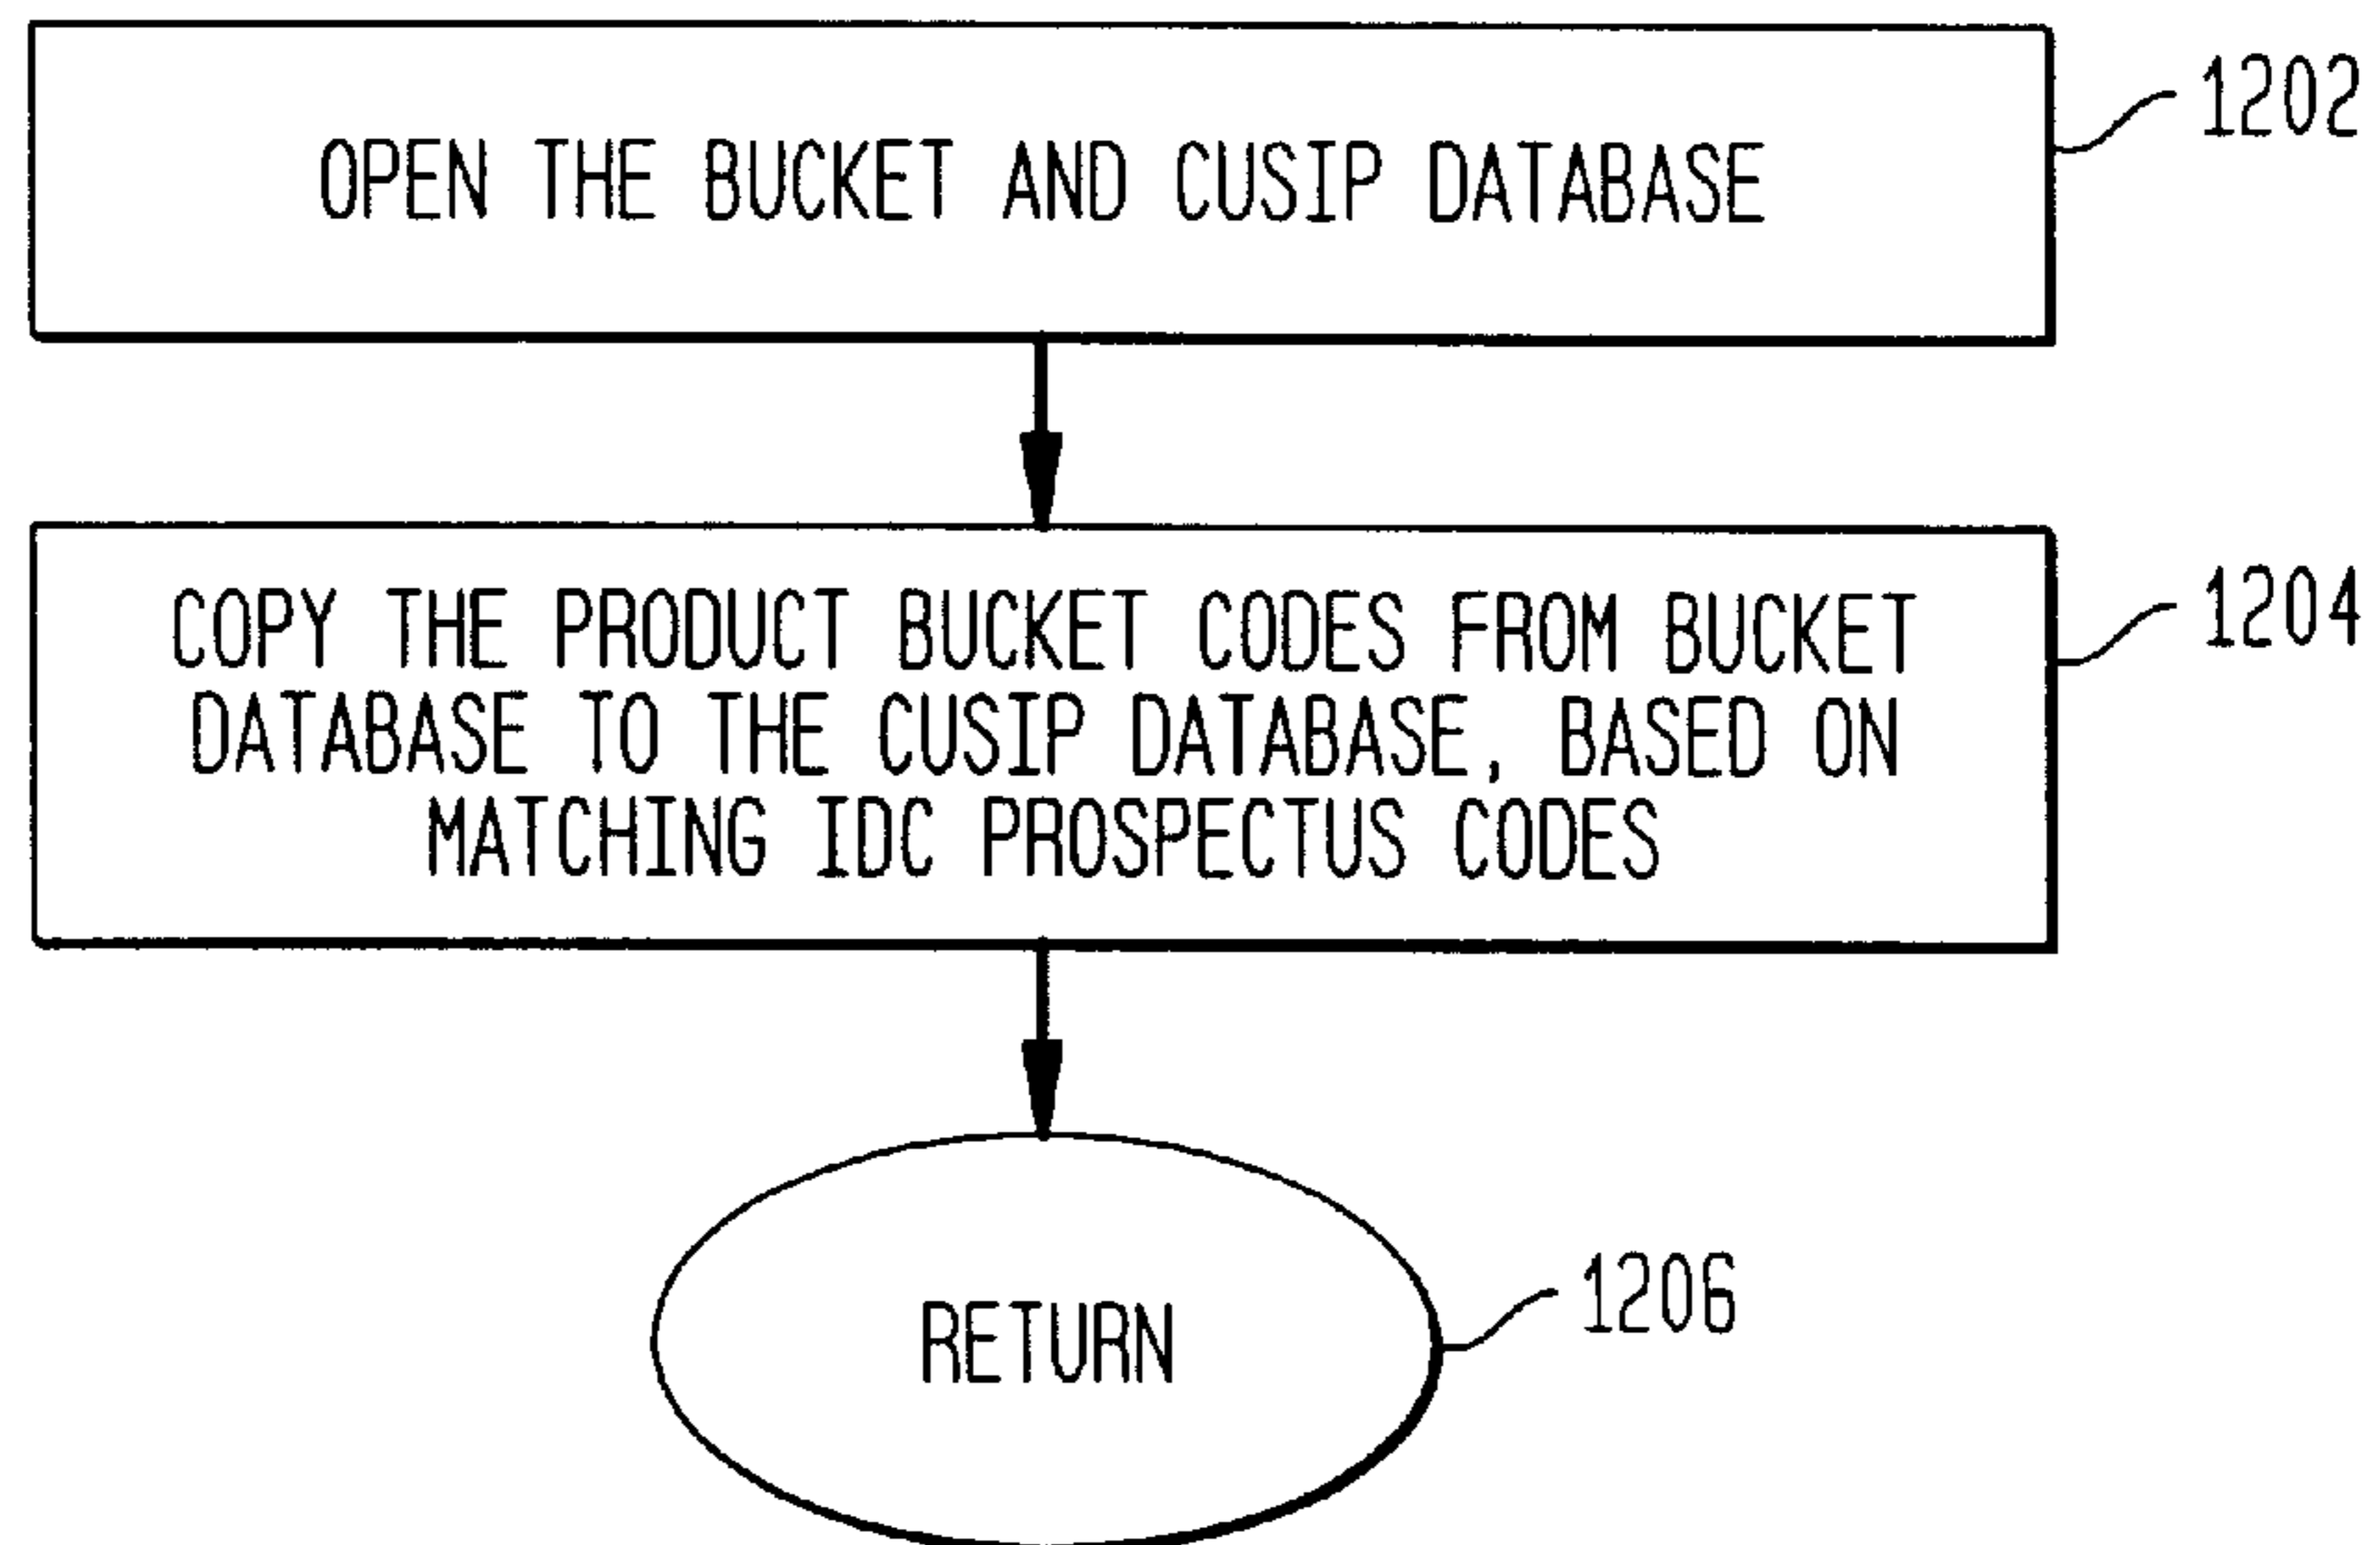 OPEN THE BUCKET AND CUSIP DATABASE
1202
COPY THE PRODUCT BUCKET CODES FROM BUCKET
DATABASE TO THE CUSIP DATABASE, BASED ON
MATCHING IDC PROSPECTUS CODES
1204
RETURN
1206